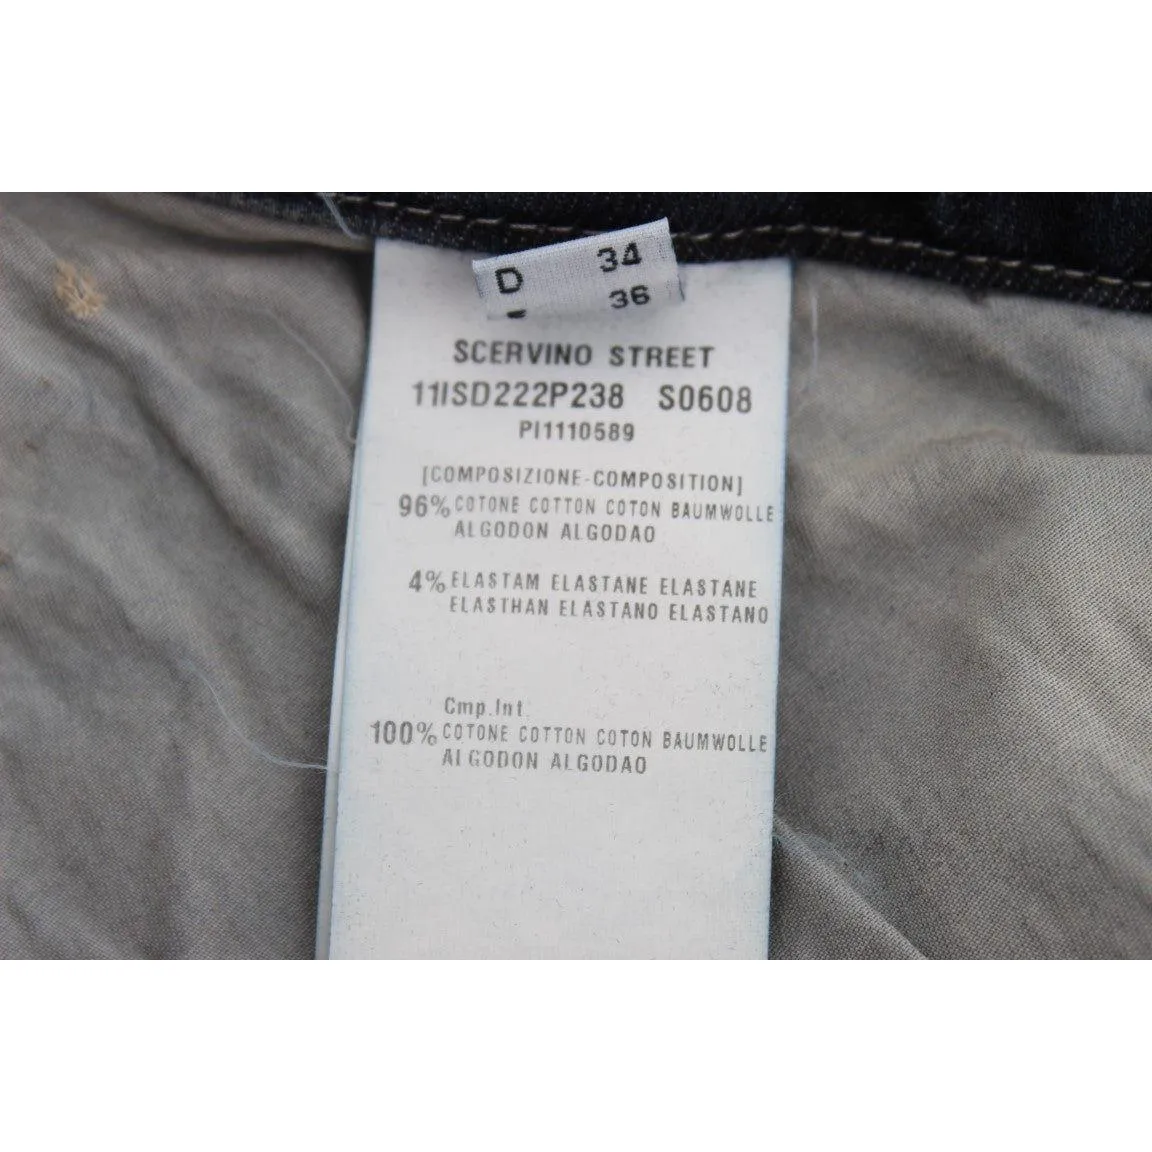 D 34
36
SCERVINO STREET
11ISD222P238 S0608
PI1110589
[COMPOSIZIONE-COMPOSITION]
96% COTONE COTTON COTON BAUMWOLLE
ALGODON ALGODAO
4% ELASTAM ELASTANE ELASTANE
ELASTHAN ELASTANO ELASTANO
Cmp.Int.
100% COTONE COTTON COTON BAUMWOLLE
ALGODON ALGODAO